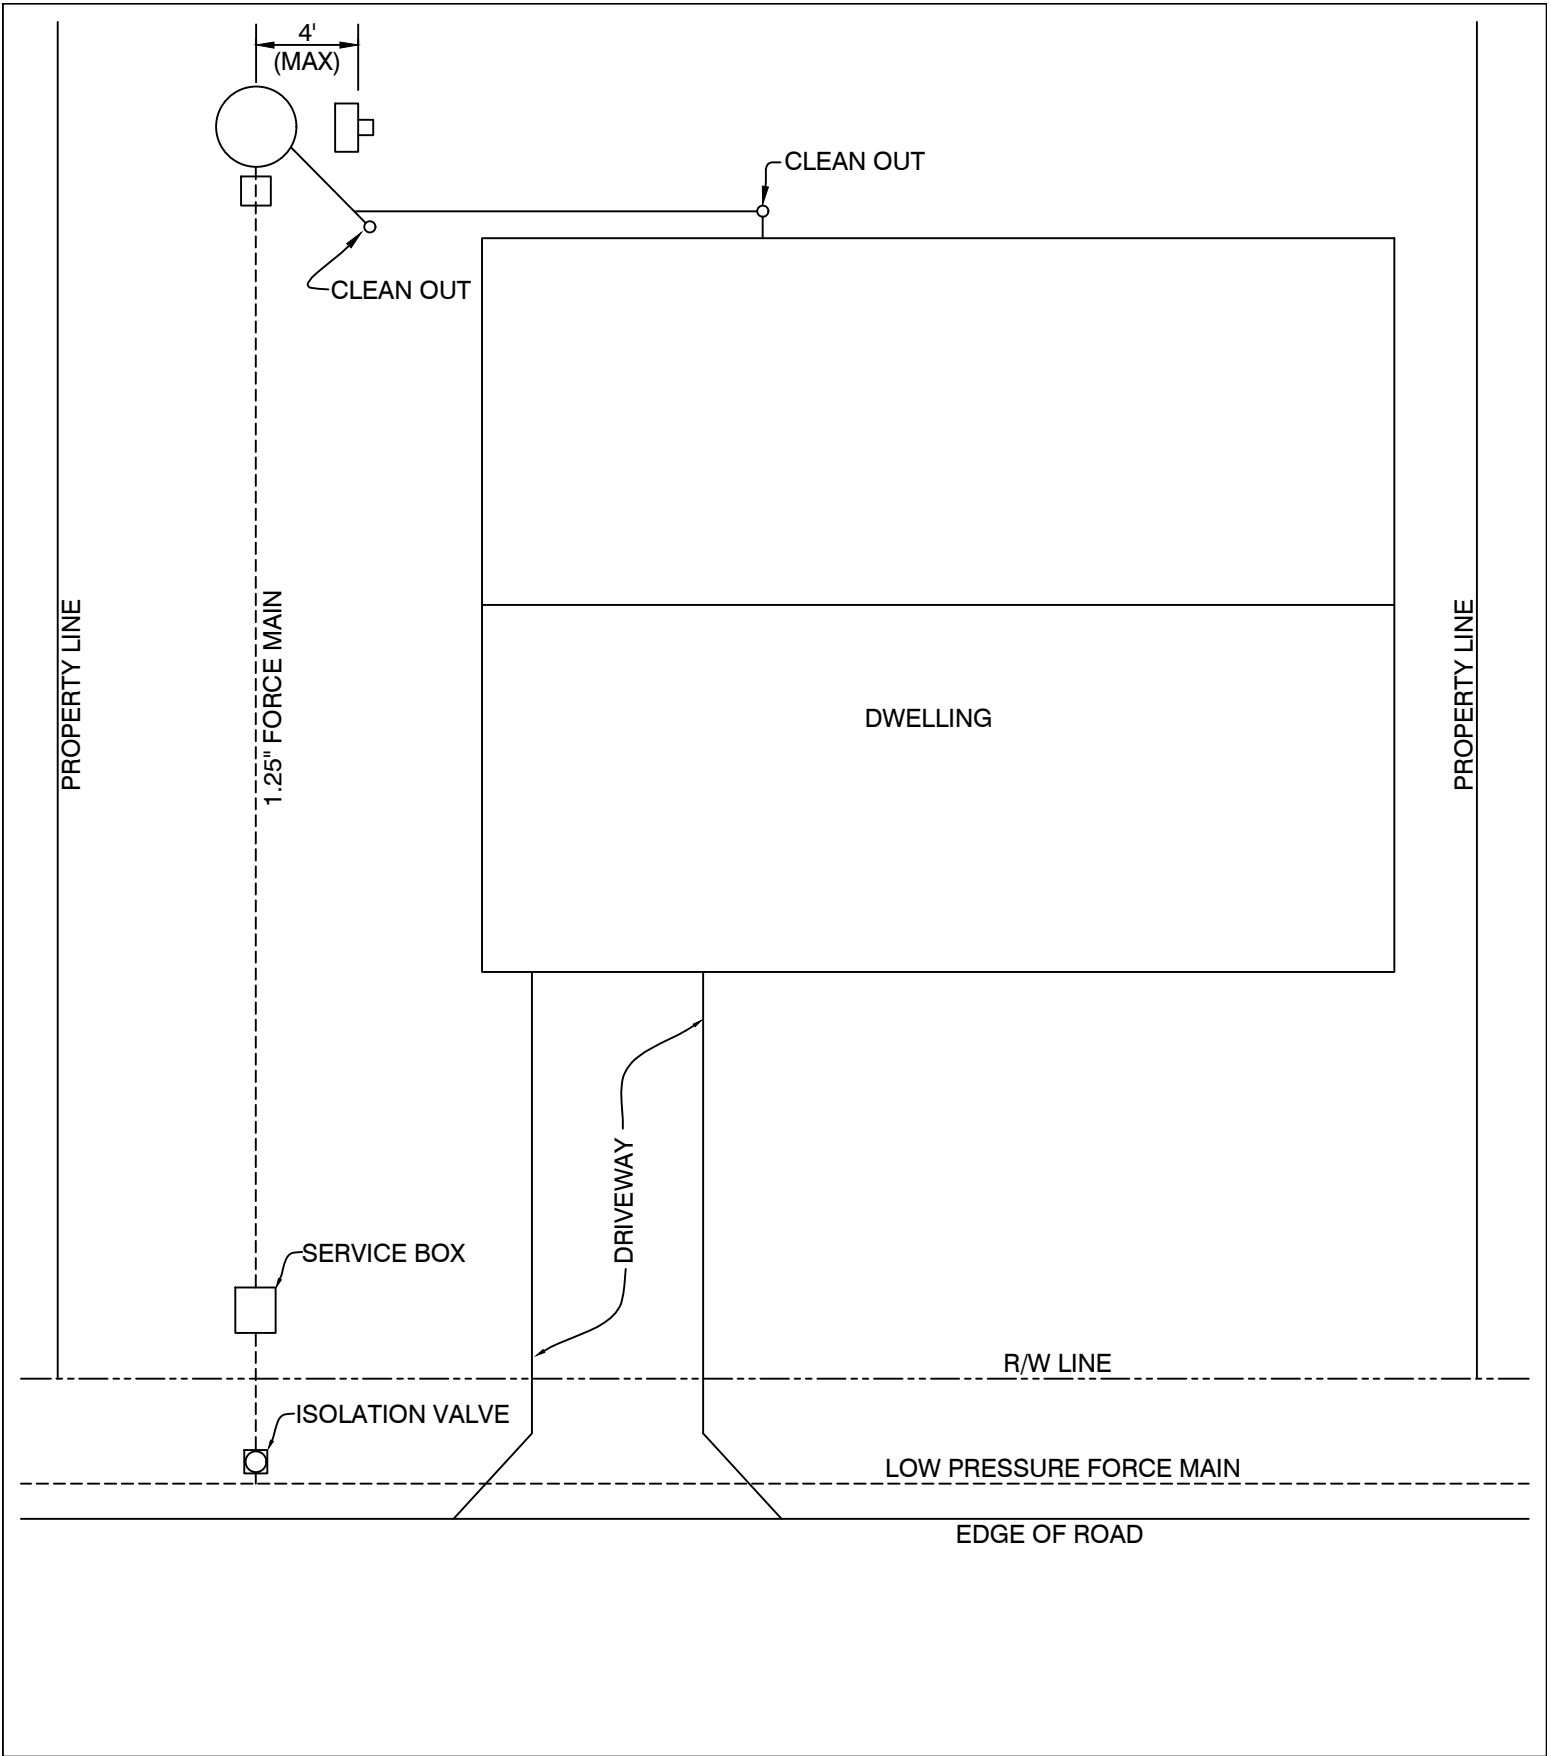 4'
(MAX)
CLEAN OUT
CLEAN OUT
PROPERTY LINE
1.25" FORCE MAIN
PROPERTY LINE
DWELLING
DRIVEWAY
SERVICE BOX
R/W LINE
ISOLATION VALVE
LOW PRESSURE FORCE MAIN
EDGE OF ROAD